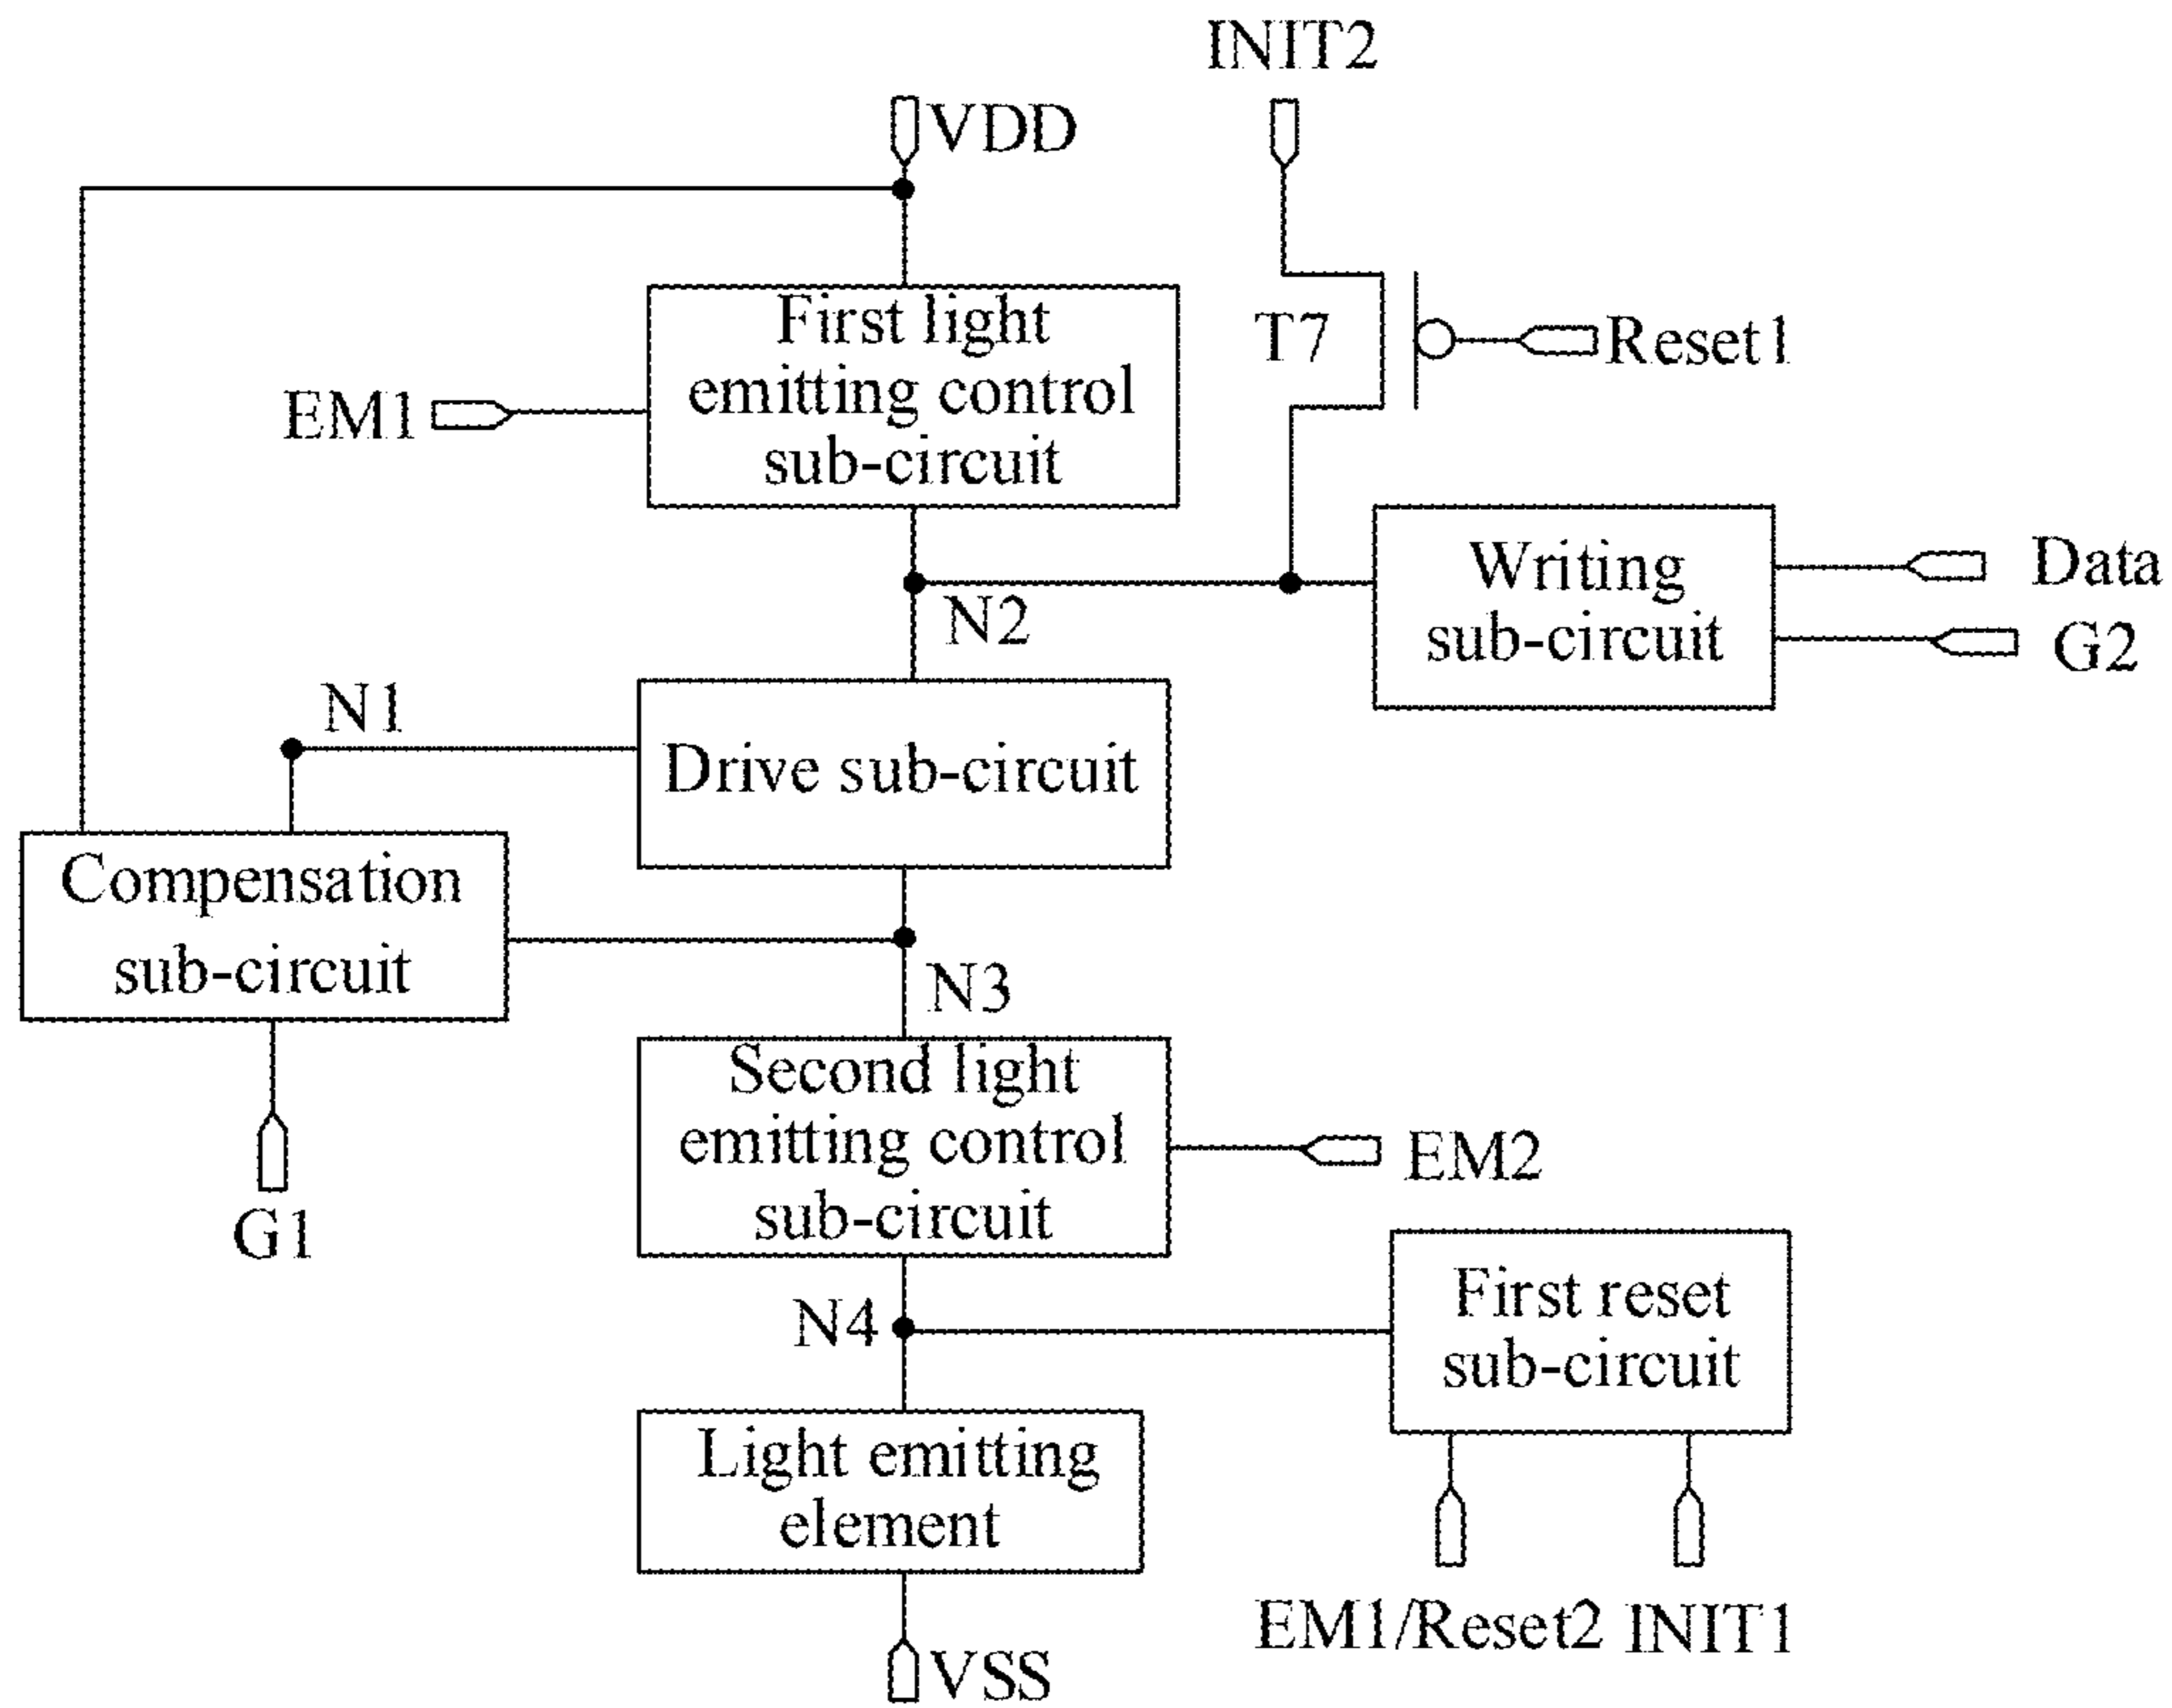 INIT2
VDD
First light
emitting control
sub-circuit
T7
Reset1
EM1
Writing
sub-circuit
Data
G2
N2
N1
Drive sub-circuit
Compensation
sub-circuit
N3
Second light
emitting control
sub-circuit
EM2
G1
First reset
sub-circuit
N4
Light emitting
element
EM1/Reset2
INIT1
VSS